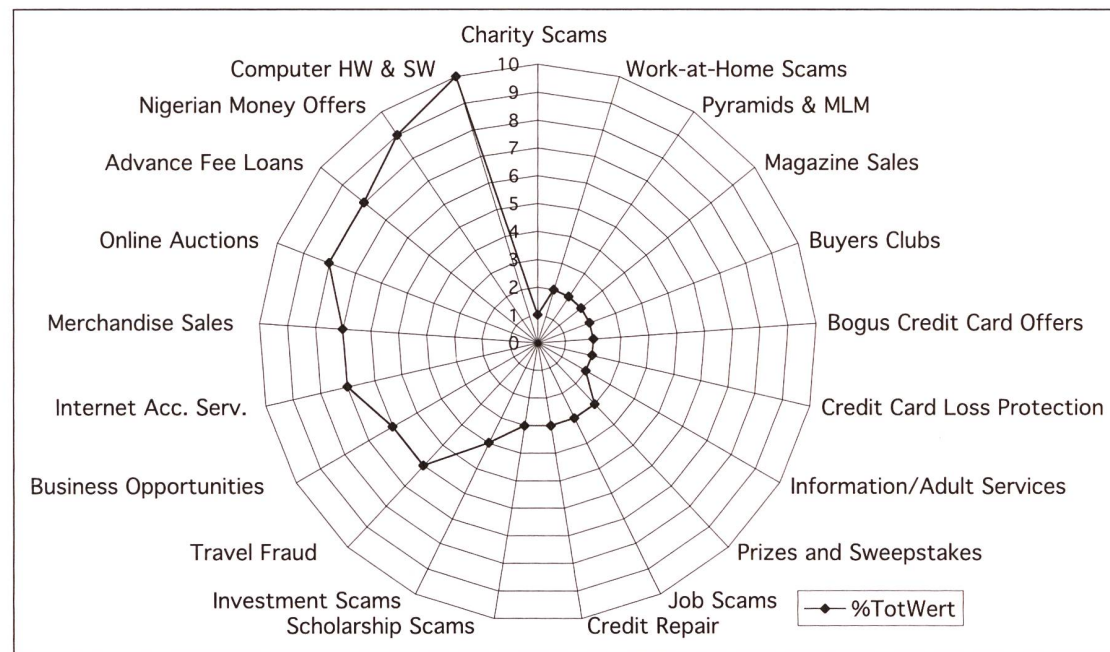 Charity Scams
Computer HW & SW
Work-at-Home Scams
Nigerian Money Offers
Pyramids & MLM
Advance Fee Loans
Magazine Sales
Online Auctions
Buyers Clubs
Merchandise Sales
Bogus Credit Card Offers
Internet Acc. Serv.
Credit Card Loss Protection
Business Opportunities
Information/Adult Services
Travel Fraud
Prizes and Sweepstakes
Investment Scams
Job Scams
Scholarship Scams
Credit Repair
10
9
8
7
6
5
4
3
2
1
0
%TotWert